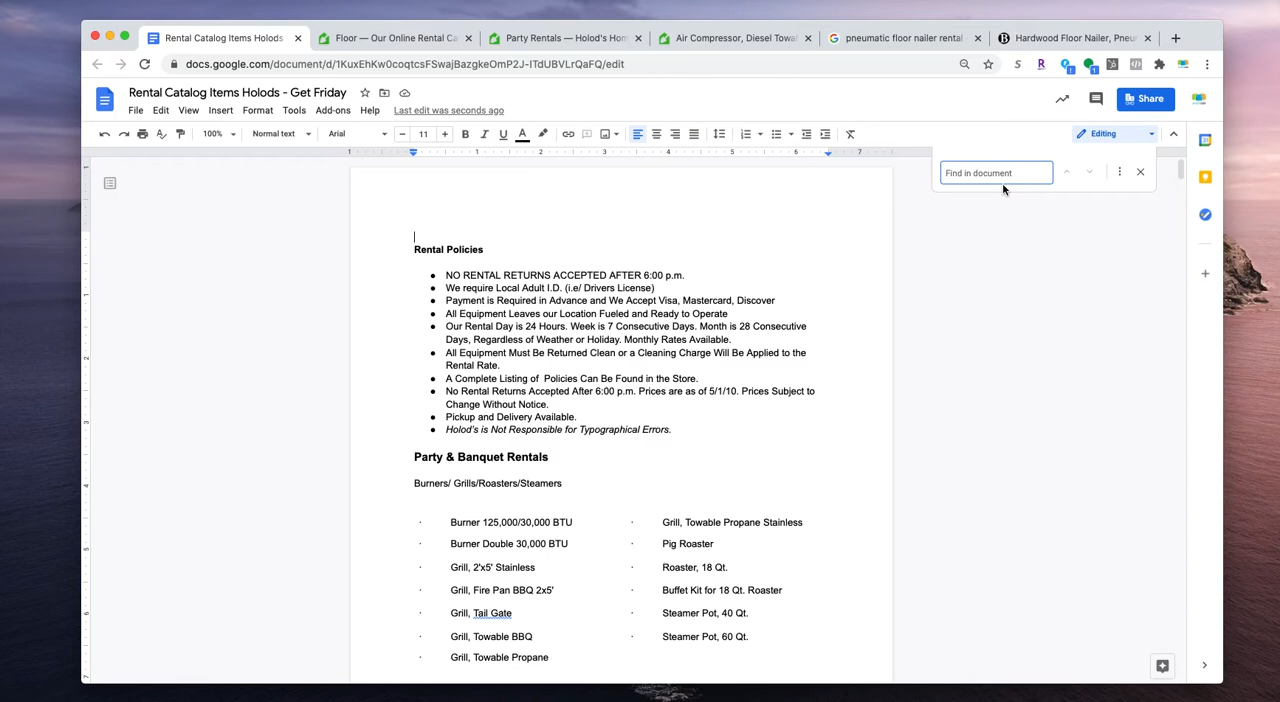 Rental Catalog Items Holods
Floor — Our Online Rental Ca
Party Rentals — Holod's Hom
Air Compressor, Diesel Towal
pneumatic floor nailer rental -
Hardwood Floor Nailer, Pneu
docs.google.com/document/d/1KuxEhKw0coqtcsFSwajBazgkeOmP2J-ITdUBVLrQaFQ/edit
Rental Catalog Items Holods - Get Friday
Share
File Edit View Insert Format Tools Add-ons Help Last edit was seconds ago
100% Normal text Arial 11 Editing
1 1 2 3 4 5 6 7
Find in document
Rental Policies
● NO RENTAL RETURNS ACCEPTED AFTER 6:00 p.m.
● We require Local Adult I.D. (i.e/ Drivers License)
● Payment is Required in Advance and We Accept Visa, Mastercard, Discover
● All Equipment Leaves our Location Fueled and Ready to Operate
● Our Rental Day is 24 Hours. Week is 7 Consecutive Days. Month is 28 Consecutive
Days, Regardless of Weather or Holiday. Monthly Rates Available.
● All Equipment Must Be Returned Clean or a Cleaning Charge Will Be Applied to the
Rental Rate.
● A Complete Listing of Policies Can Be Found in the Store.
● No Rental Returns Accepted After 6:00 p.m. Prices are as of 5/1/10. Prices Subject to
Change Without Notice.
● Pickup and Delivery Available.
● Holod's is Not Responsible for Typographical Errors.
Party & Banquet Rentals
Burners/ Grills/Roasters/Steamers
· Burner 125,000/30,000 BTU
· Burner Double 30,000 BTU
· Grill, 2'x5' Stainless
· Grill, Fire Pan BBQ 2x5'
· Grill, Tail Gate
· Grill, Towable BBQ
· Grill, Towable Propane
· Grill, Towable Propane Stainless
· Pig Roaster
· Roaster, 18 Qt.
· Buffet Kit for 18 Qt. Roaster
· Steamer Pot, 40 Qt.
· Steamer Pot, 60 Qt.